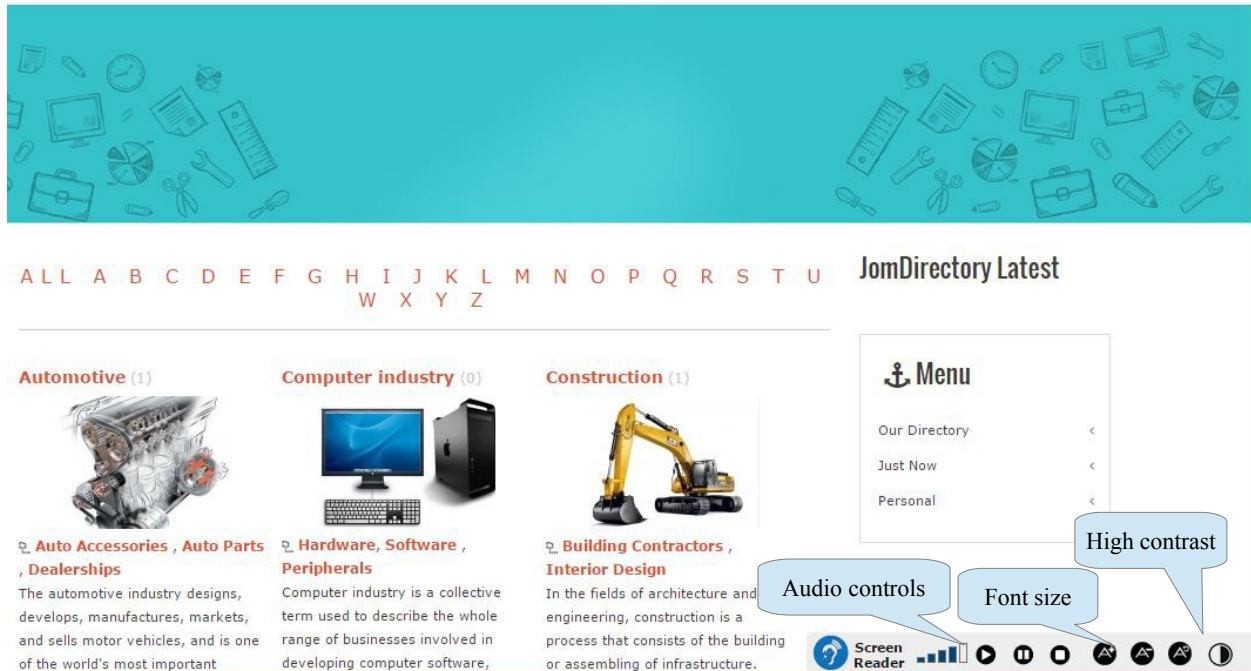 ALL A B C D E F G H I J K L M N O P Q R S T U
W X Y Z
JomDirectory Latest
Automotive (1)
Auto Accessories , Auto Parts
, Dealerships
The automotive industry designs,
develops, manufactures, markets,
and sells motor vehicles, and is one
of the world's most important
Computer industry (0)
Hardware, Software ,
Peripherals
Computer industry is a collective
term used to describe the whole
range of businesses involved in
developing computer software,
Construction (1)
Building Contractors ,
Interior Design
In the fields of architecture and
engineering, construction is a
process that consists of the building
or assembling of infrastructure.
Menu
Our Directory <
Just Now <
Personal <
High contrast
Audio controls
Font size
Screen
Reader
A+ A-